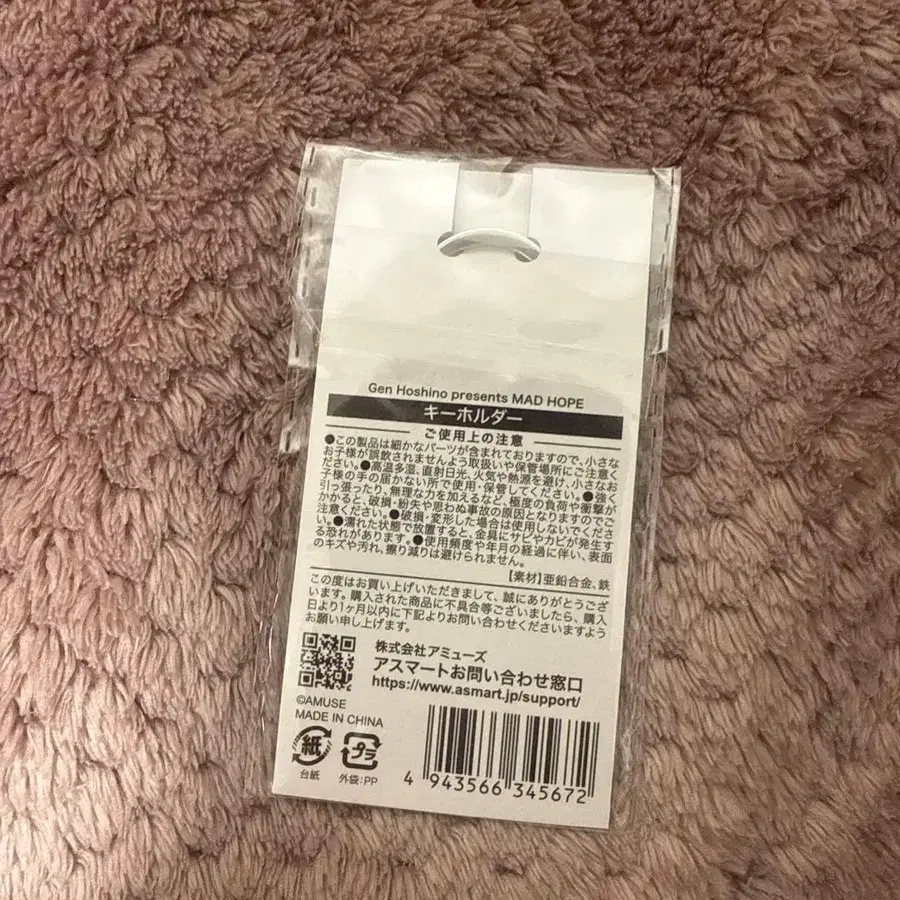 Gen Hoshino presents MAD HOPE
キーホルダー
ご使用上の注意
●この製品は細かなパーツが含まれておりますので、小さな
お子様が誤飲されませんよう取扱いや保管場所にご注意く
ださい。●高温多湿、直射日光、火気や熱源を避け、小さなお
子様の手の届かない所で使用・保管してください。●強く
引っ張ったり、無理な力を加えるなど、極度の負荷や衝撃が
かかると、破損・紛失や思わぬ事故の原因となりますのでご
注意ください。●破損・変形した場合は使用しないでくださ
い。●濡れた状態で放置すると、金具にサビやカビが発生す
る恐れがあります。●使用頻度や年月の経過に伴い、表面
のキズや汚れ、擦り減りは避けられません。
【素材】亜鉛合金、鉄
この度はお買い上げいただきまして、誠にありがとうござ
います。購入された商品に不具合等ございましたら、購入
日より1ヶ月以内に下記よりお問い合わせくださいますよう
お願い申し上げます。
株式会社アミューズ
アスマートお問い合わせ窓口
https://www.asmart.jp/support/
©AMUSE
MADE IN CHINA
紙
プラ
台紙
外袋:PP
4 943566 345672